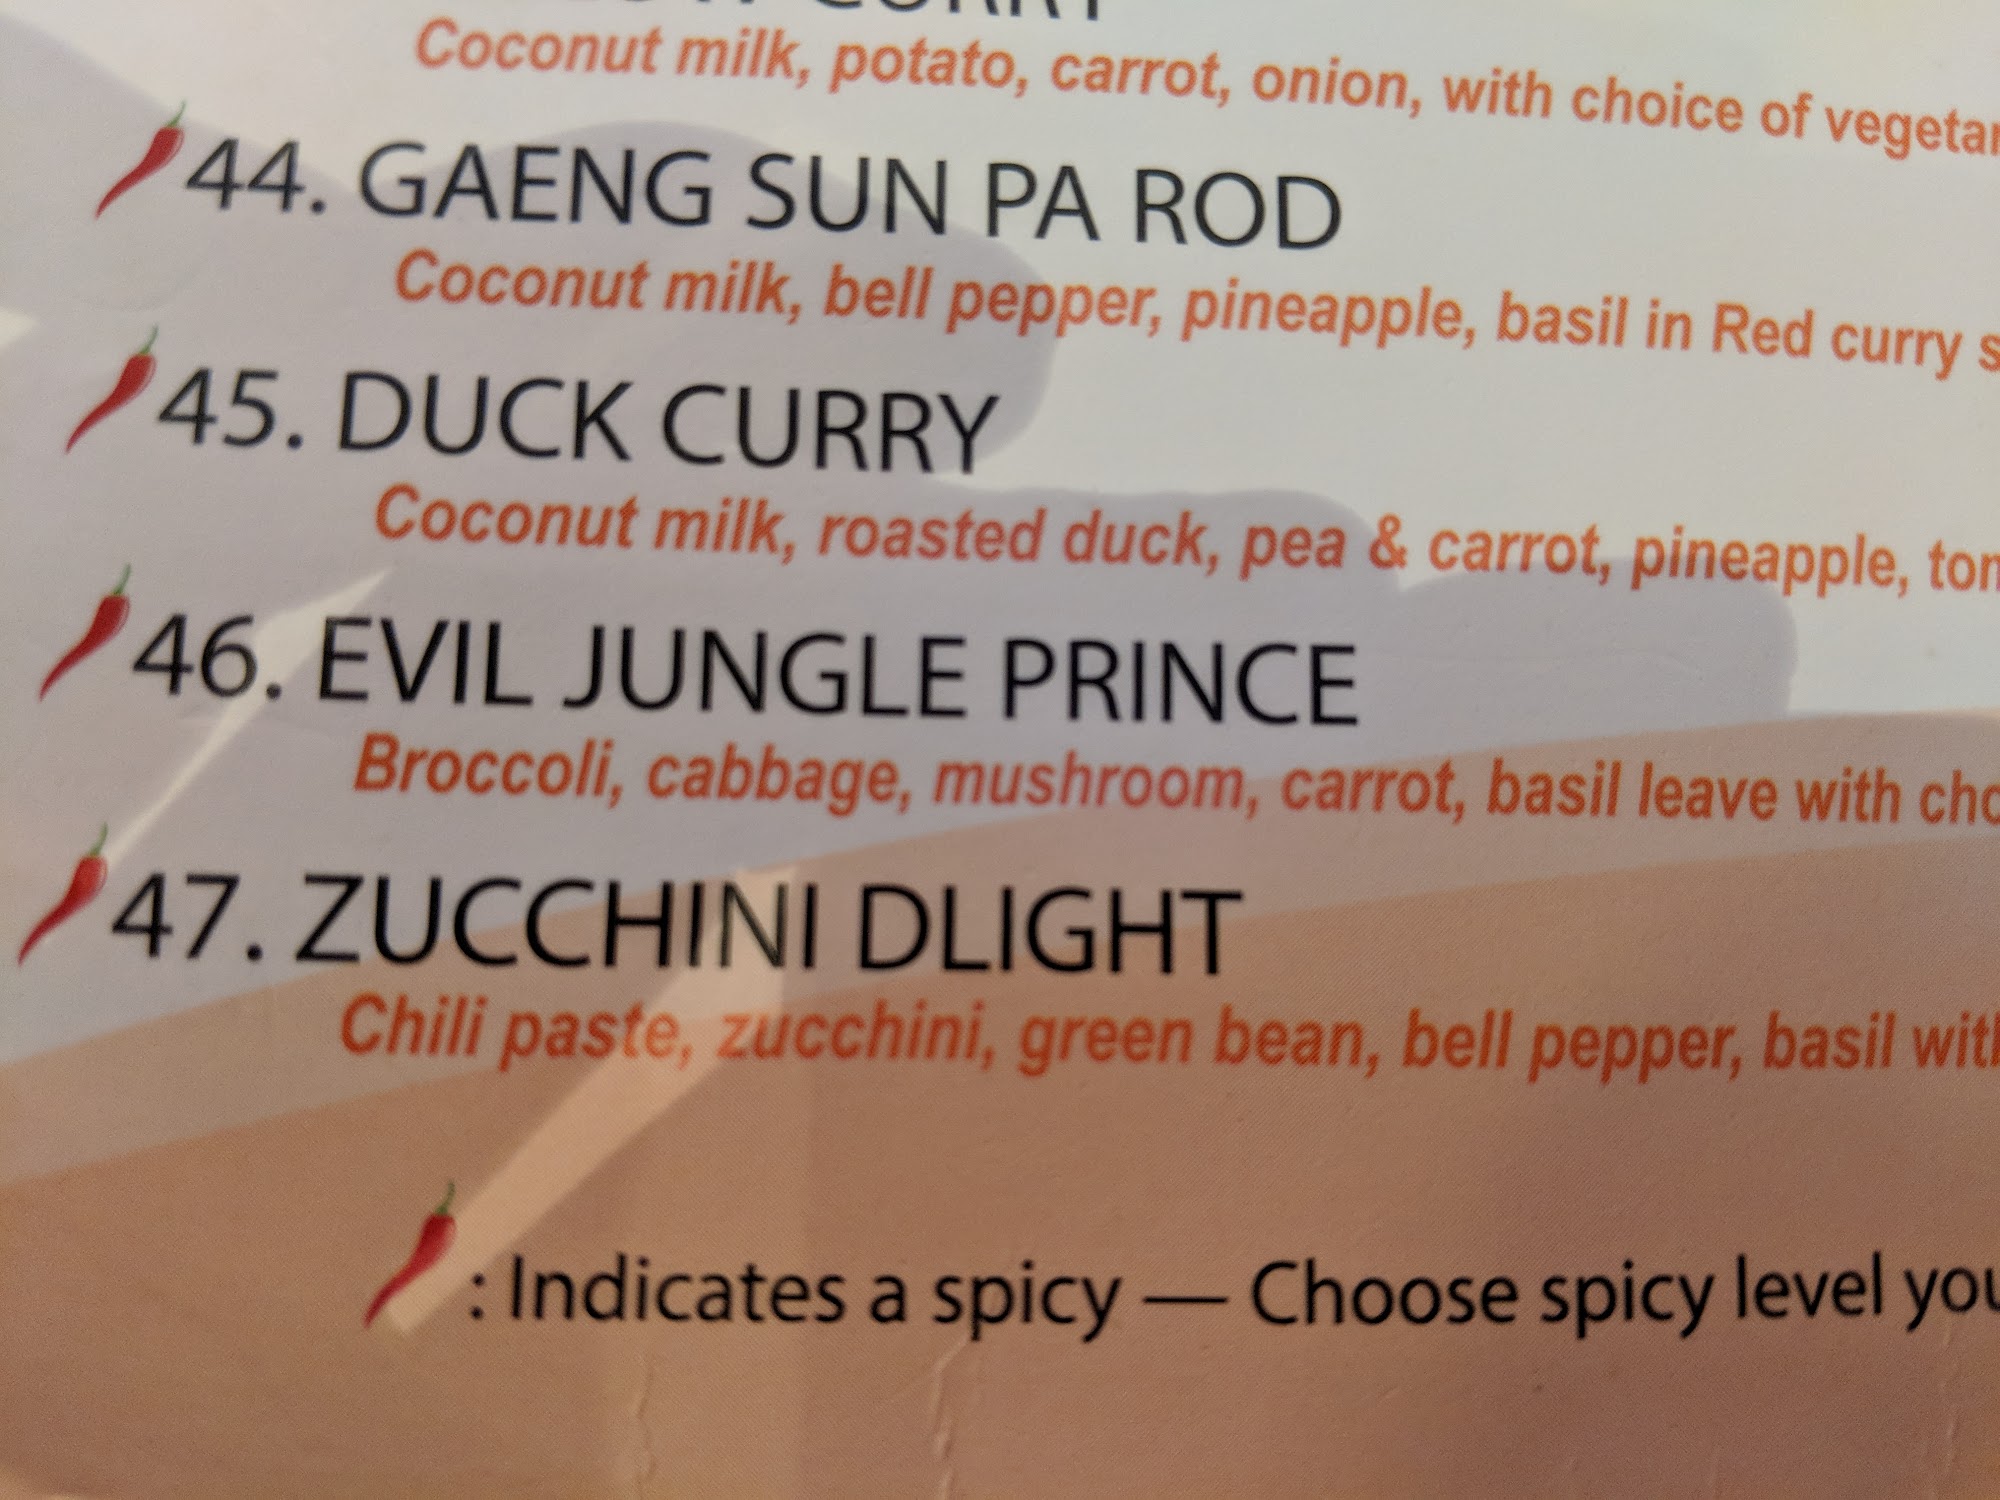 CURRY
Coconut milk, potato, carrot, onion, with choice of
44. GAENG SUN PA ROD
Coconut milk, bell pepper, pineapple, basil in Red curry
45. DUCK CURRY
Coconut milk, roasted duck, pea & carrot, pineapple,
46. EVIL JUNGLE PRINCE
Broccoli, cabbage, mushroom, carrot, basil leave with
47. ZUCCHINI DLIGHT
Chili paste, zucchini, green bean, bell pepper, basil
: Indicates a spicy — Choose spicy level